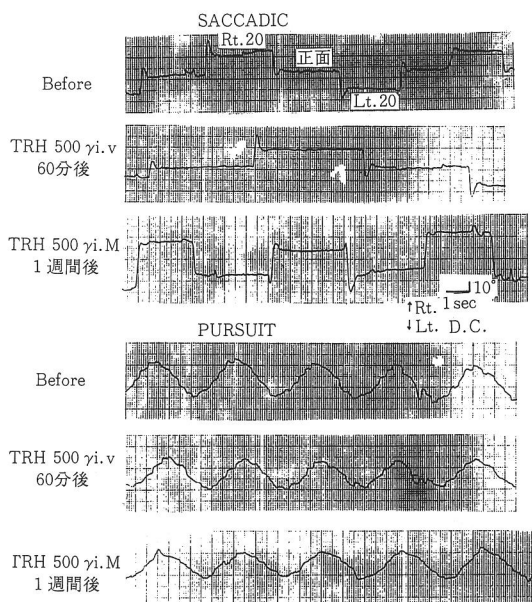 SACCADIC
Rt.20
正面
Before
Lt.20
TRH 500 γi.v
60分後
TRH 500 γi.M
1週間後
10°
1sec
↑Rt.
↓Lt. D.C.
PURSUIT
Before
TRH 500 γi.v
60分後
TRH 500 γi.M
1週間後